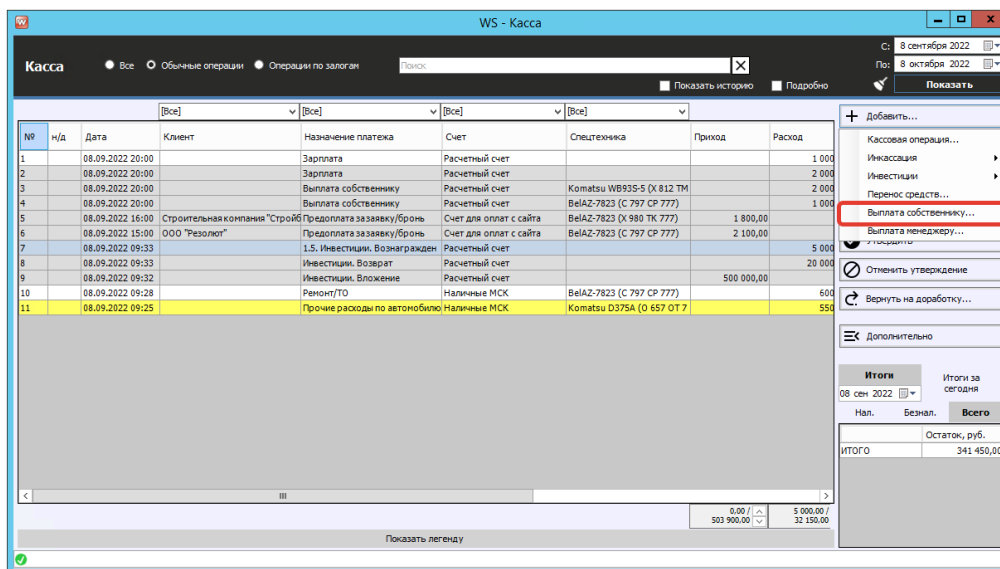 WS - Касса
Касса
Все Обычные операции Операции по залогам
Поиск
С: 8 сентября 2022
По: 8 октября 2022
Показать историю Подробно
Показать
[Все] [Все] [Все] [Все]
№ н/д Дата Клиент Назначение платежа Счет Спецтехника Приход Расход
1 08.09.2022 20:00 Зарплата Расчетный счет 1 000
2 08.09.2022 20:00 Зарплата Расчетный счет 2 000
3 08.09.2022 20:00 Выплата собственнику Расчетный счет Komatsu WB93S-5 (X 812 TM 2 000
4 08.09.2022 20:00 Выплата собственнику Расчетный счет BelAZ-7823 (C 797 CP 777) 1 000
5 08.09.2022 16:00 Строительная компания "Стройб Предоплата за заявку/бронь Счет для оплат с сайта BelAZ-7823 (X 980 TK 777) 1 800,00
6 08.09.2022 15:00 ООО "Резолют" Предоплата за заявку/бронь Счет для оплат с сайта BelAZ-7823 (C 797 CP 777) 2 100,00
7 08.09.2022 09:33 1.5. Инвестиции. Вознагражден Расчетный счет 5 000
8 08.09.2022 09:33 Инвестиции. Возврат Расчетный счет 20 000
9 08.09.2022 09:32 Инвестиции. Вложение Расчетный счет 500 000,00
10 08.09.2022 09:28 Ремонт/ТО Наличные МСК BelAZ-7823 (C 797 CP 777) 600
11 08.09.2022 09:25 Прочие расходы по автомобилю Наличные МСК Komatsu D375A (O 657 OT 7 550
0,00 / 503 900,00
5 000,00 / 32 150,00
Показать легенду
Добавить...
Кассовая операция...
Инкассация
Инвестиции
Перенос средств...
Выплата собственнику...
Выплата менеджеру...
Утвердить
Отменить утверждение
Вернуть на доработку...
Дополнительно
Итоги
Итоги за
сегодня
08 сен 2022
Нал. Безнал. Всего
Остаток, руб.
ИТОГО 341 450,00